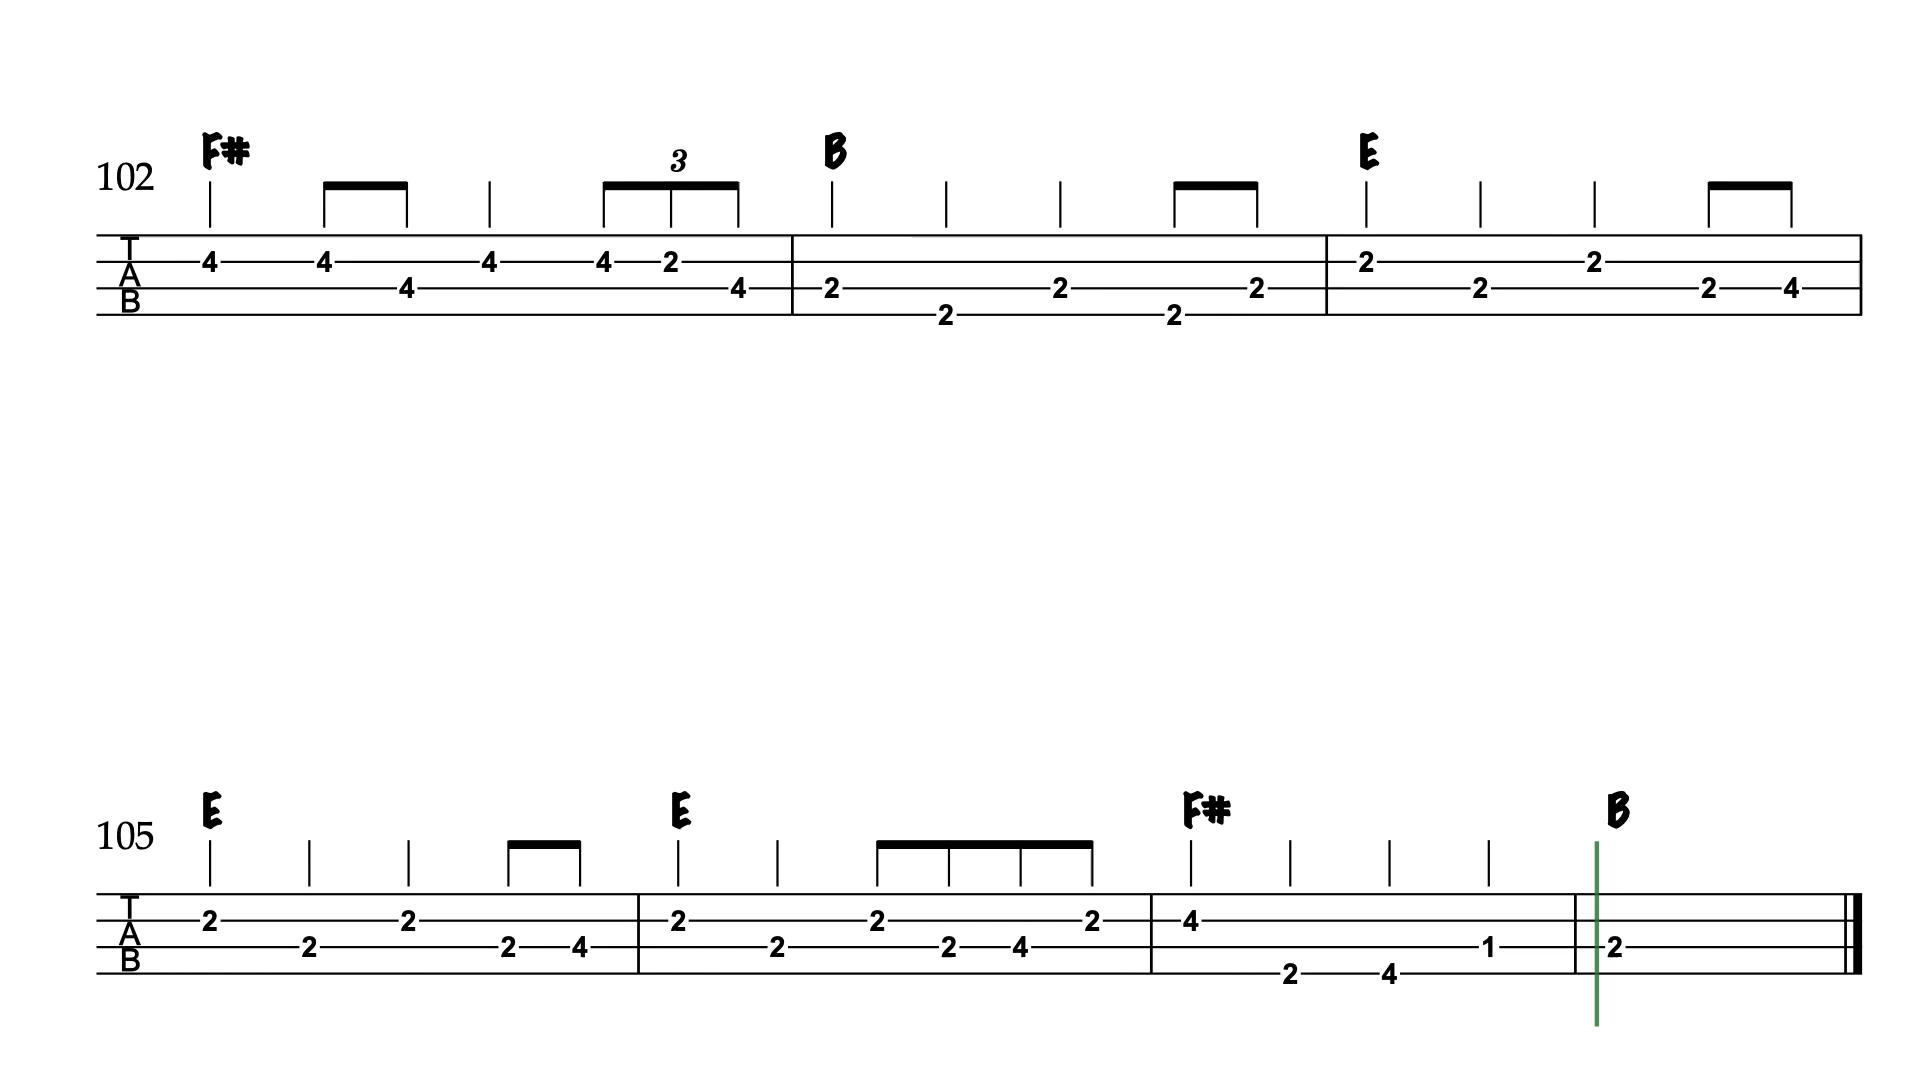 F# B E
102 3
T 4 4 4 4 2 2 2
A 4 4 2 2 2 2 2 4
B 2 2
E E F# B
105
T 2 2 2 2 2 4
A 2 2 4 2 2 4 1 2
B 2 4